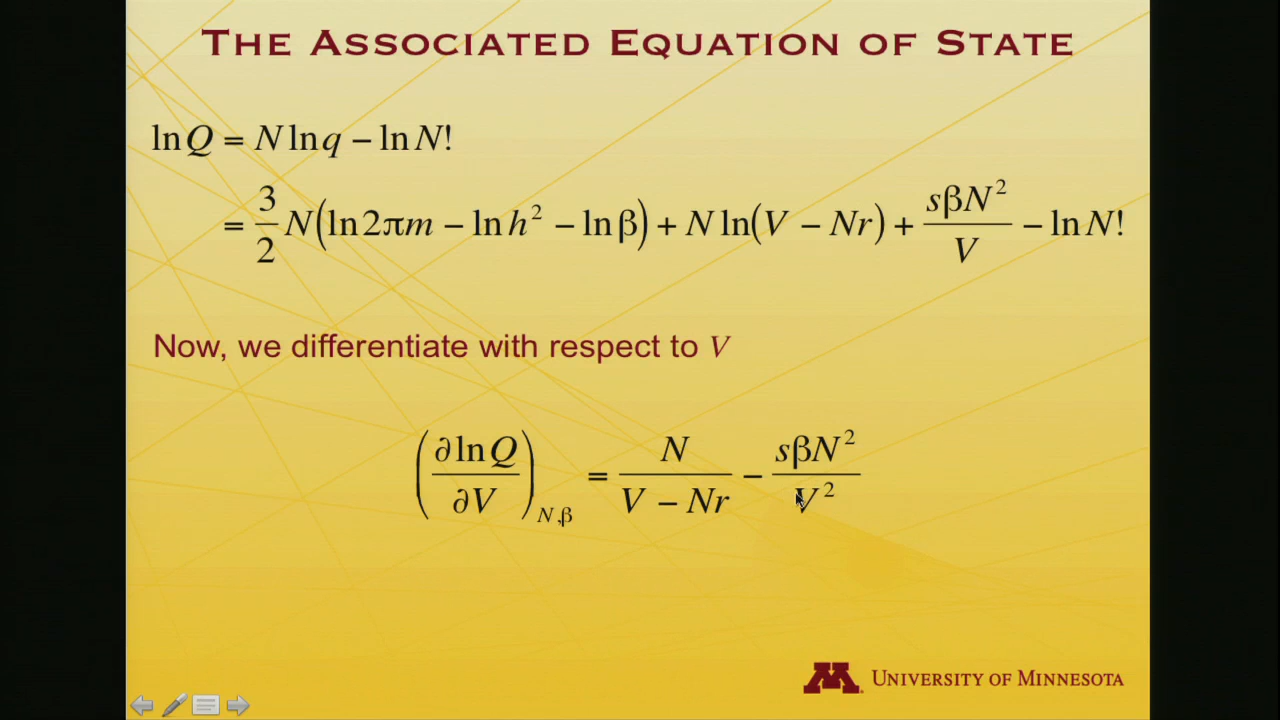 THE ASSOCIATED EQUATION OF STATE
ln Q = N ln q − ln N!
= 3/2 N(ln 2πm − ln h² − ln β) + N ln(V − Nr) + sβN²/V − ln N!
Now, we differentiate with respect to V
(∂ ln Q/∂V)_N,β = N/(V − Nr) − sβN²/V²
M UNIVERSITY OF MINNESOTA